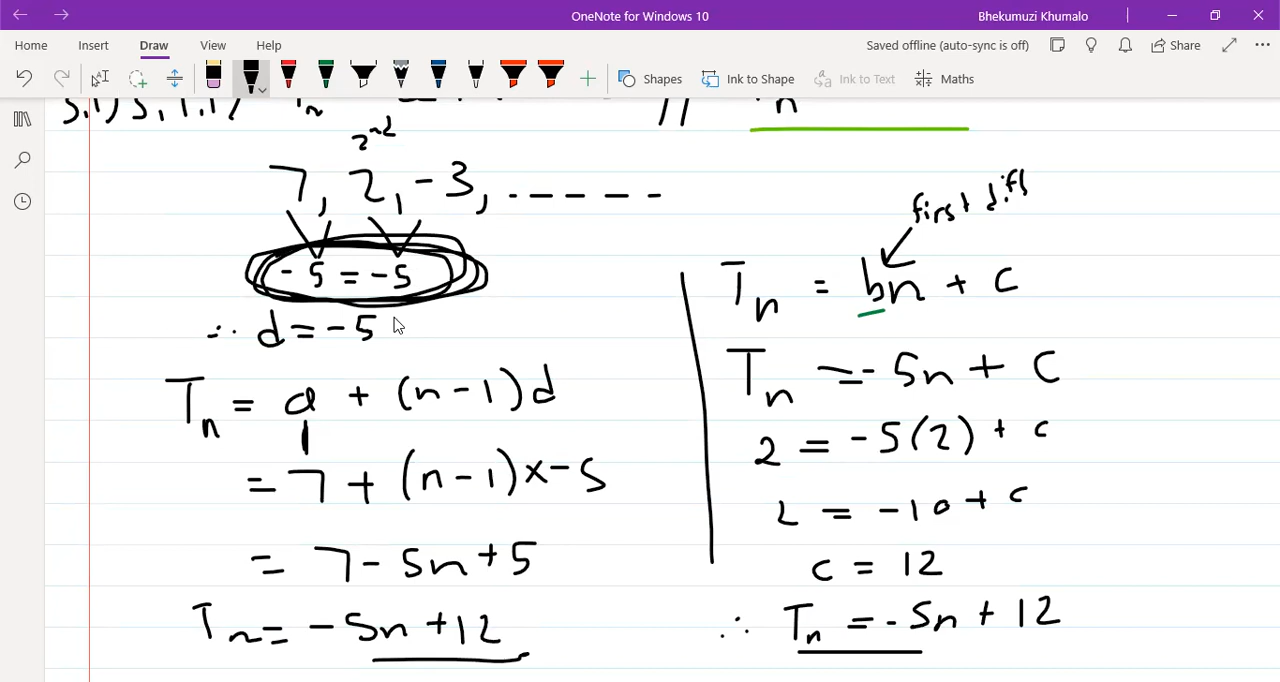 OneNote for Windows 10
Bhekumuzi Khumalo
Home Insert Draw View Help
Saved offline (auto-sync is off)
Share
Shapes
Ink to Shape
Ink to Text
Maths
7, 2, -3, - - - - -
-5 = -5
∴ d = -5
Tn = a + (n-1)d
= 7 + (n-1)x-5
= 7 - 5n + 5
Tn = -5n + 12
first diff
Tn = bn + c
Tn = -5n + c
2 = -5(2) + c
2 = -10 + c
c = 12
∴ Tn = -5n + 12